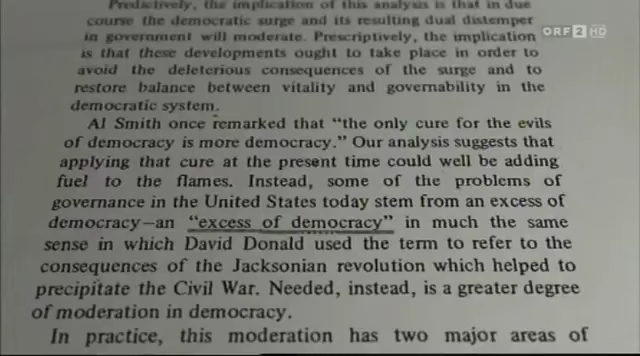 Predictively, the implication of this analysis is that in due
course the democratic surge and its resulting dual distemper
in government will moderate. Prescriptively, the implication
is that these developments ought to take place in order to
avoid the deleterious consequences of the surge and to
restore balance between vitality and governability in the
democratic system.
Al Smith once remarked that “the only cure for the evils
of democracy is more democracy.” Our analysis suggests that
applying that cure at the present time could well be adding
fuel to the flames. Instead, some of the problems of
governance in the United States today stem from an excess of
democracy—an “excess of democracy” in much the same
sense in which David Donald used the term to refer to the
consequences of the Jacksonian revolution which helped to
precipitate the Civil War. Needed, instead, is a greater degree
of moderation in democracy.
In practice, this moderation has two major areas of
ORF 2 HD